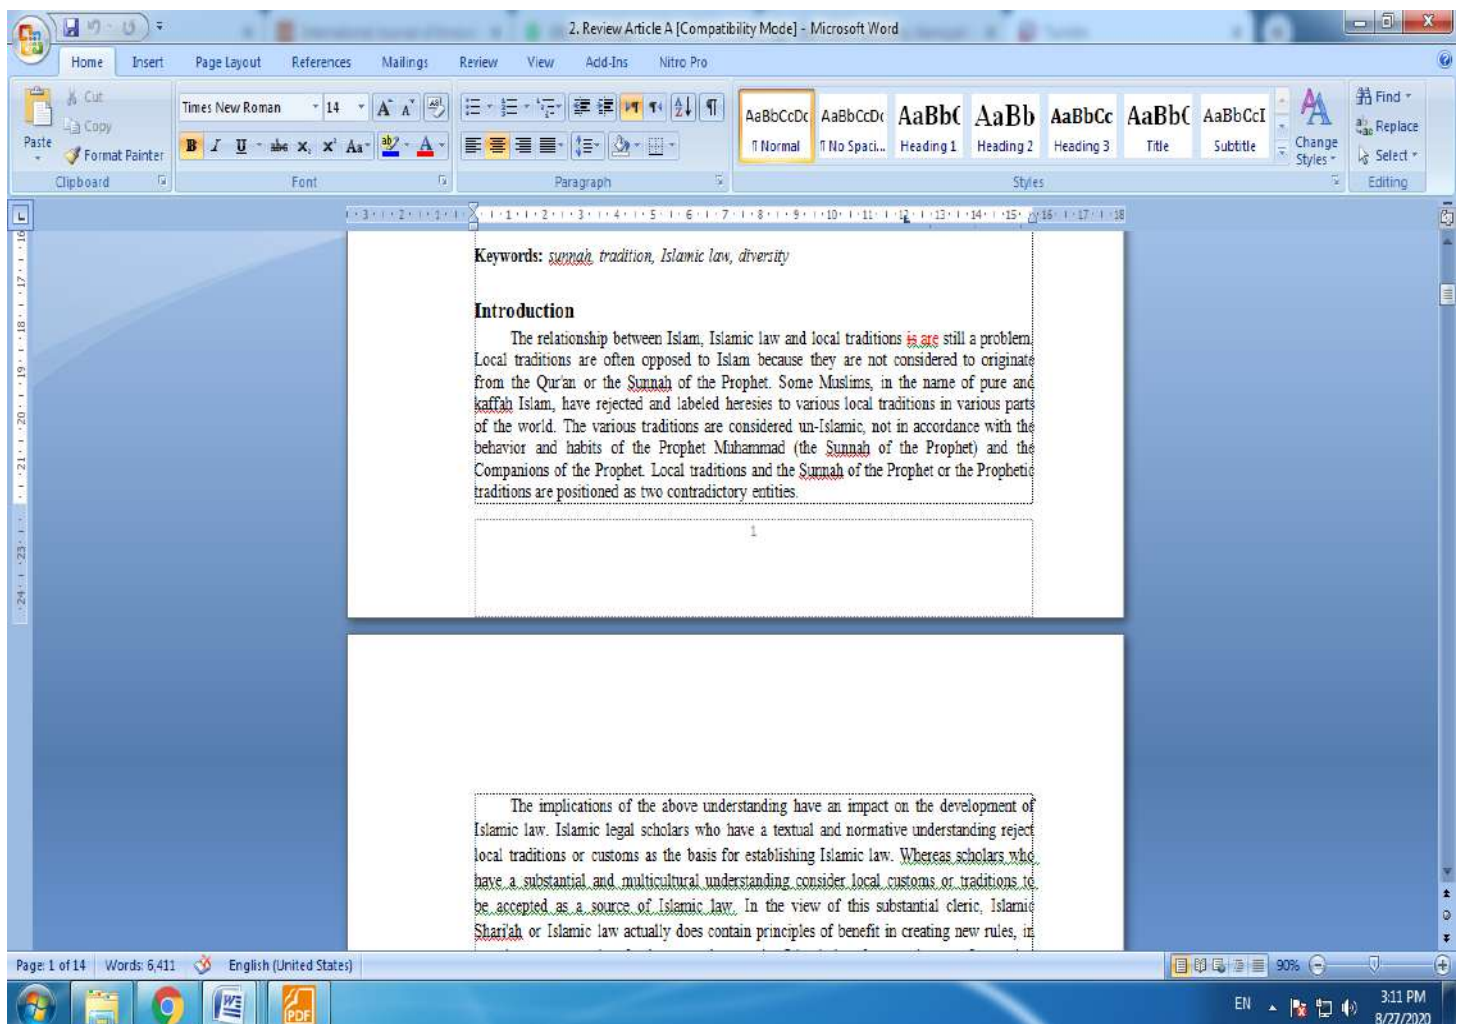 2. Review Article A [Compatibility Mode] - Microsoft Word
Home Insert Page Layout References Mailings Review View Add-Ins Nitro Pro
Paste
Cut
Copy
Format Painter
Clipboard
Times New Roman 14
Font
Paragraph
AaBbCcDc AaBbCcDc AaBbC AaBb AaBbCc AaBbC AaBbCcI
¶ Normal ¶ No Spaci... Heading 1 Heading 2 Heading 3 Title Subtitle
Change Styles
Styles
Find
Replace
Select
Editing
Keywords: sunnah, tradition, Islamic law, diversity
Introduction
The relationship between Islam, Islamic law and local traditions is are still a problem.
Local traditions are often opposed to Islam because they are not considered to originate
from the Qur'an or the Sunnah of the Prophet. Some Muslims, in the name of pure and
kaffah Islam, have rejected and labeled heresies to various local traditions in various parts
of the world. The various traditions are considered un-Islamic, not in accordance with the
behavior and habits of the Prophet Muhammad (the Sunnah of the Prophet) and the
Companions of the Prophet. Local traditions and the Sunnah of the Prophet or the Prophetic
traditions are positioned as two contradictory entities.
1
The implications of the above understanding have an impact on the development of
Islamic law. Islamic legal scholars who have a textual and normative understanding reject
local traditions or customs as the basis for establishing Islamic law. Whereas scholars who
have a substantial and multicultural understanding consider local customs or traditions to
be accepted as a source of Islamic law. In the view of this substantial cleric, Islamic
Shari'ah or Islamic law actually does contain principles of benefit in creating new rules, in
Page: 1 of 14 Words: 6,411 English (United States) 90%
EN 3:11 PM
8/27/2020